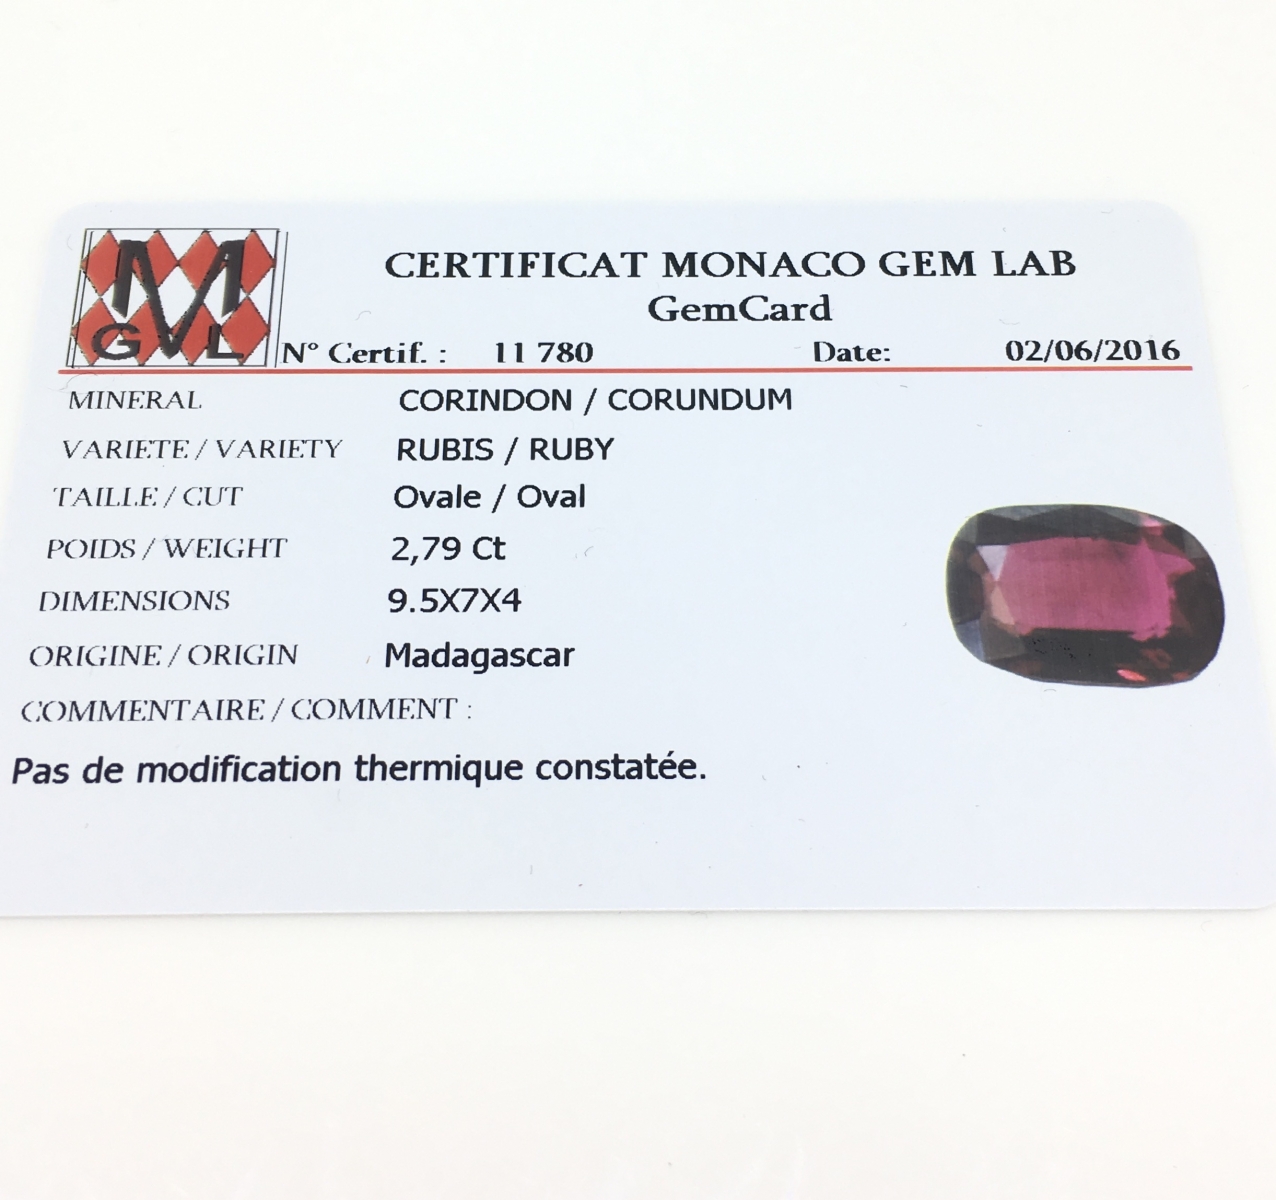 MGL
CERTIFICAT MONACO GEM LAB
GemCard
N° Certif. : 11 780 Date: 02/06/2016
MINERAL CORINDON / CORUNDUM
VARIETE / VARIETY RUBIS / RUBY
TAILLE / CUT Ovale / Oval
POIDS / WEIGHT 2,79 Ct
DIMENSIONS 9.5X7X4
ORIGINE / ORIGIN Madagascar
COMMENTAIRE / COMMENT :
Pas de modification thermique constatée.